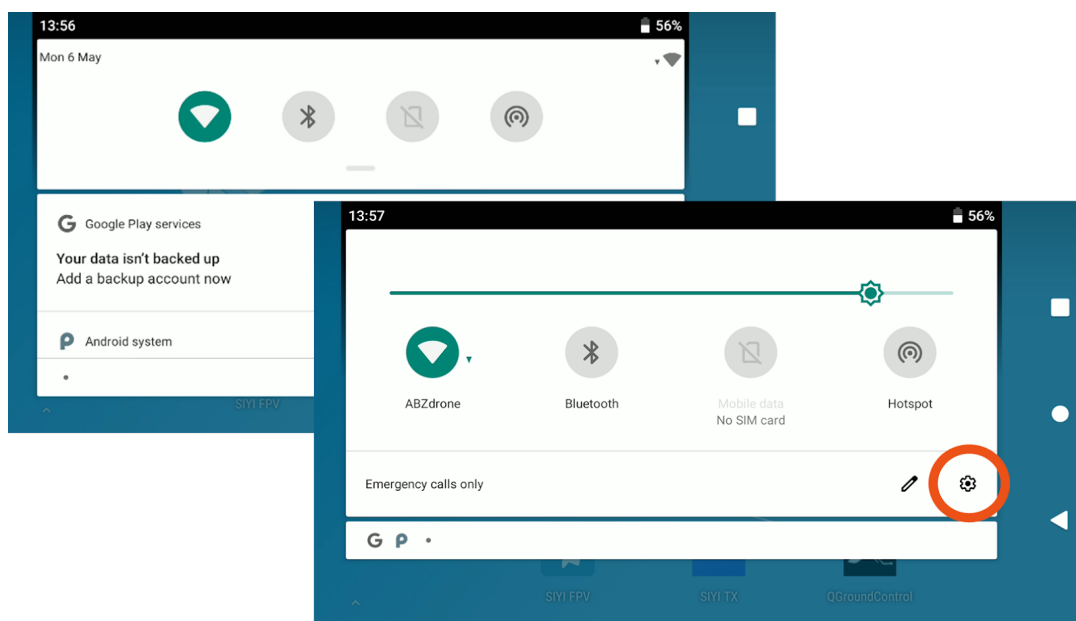 13:56
56%
Mon 6 May
Google Play services
Your data isn't backed up
Add a backup account now
Android system
SIYI FPV
13:57
56%
ABZdrone
Bluetooth
Mobile data
No SIM card
Hotspot
Emergency calls only
SIYI FPV
SIYI TX
QGroundControl